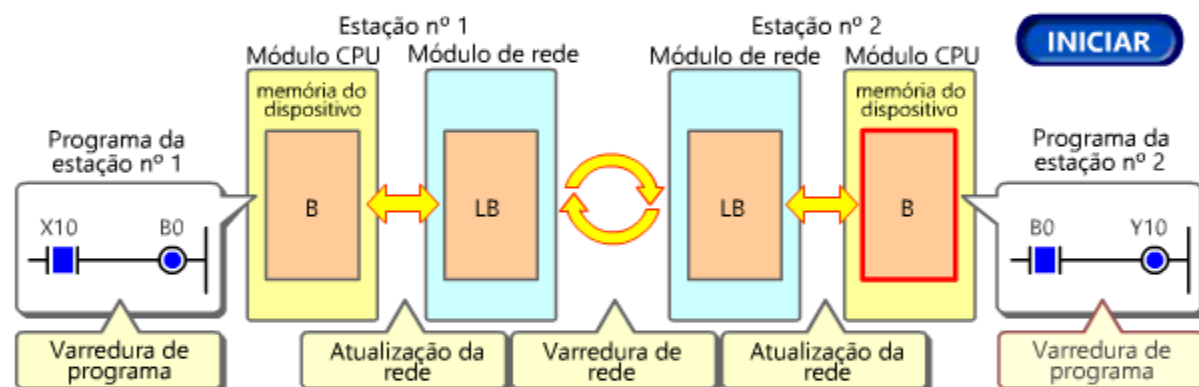 Estação nº 1
Estação nº 2
INICIAR
Módulo CPU
Módulo de rede
Módulo de rede
Módulo CPU
memória do
dispositivo
memória do
dispositivo
Programa da
estação nº 1
Programa da
estação nº 2
X10 B0
B
LB
LB
B
B0 Y10
Varredura de
programa
Atualização da
rede
Varredura de
rede
Atualização da
rede
Varredura de
programa